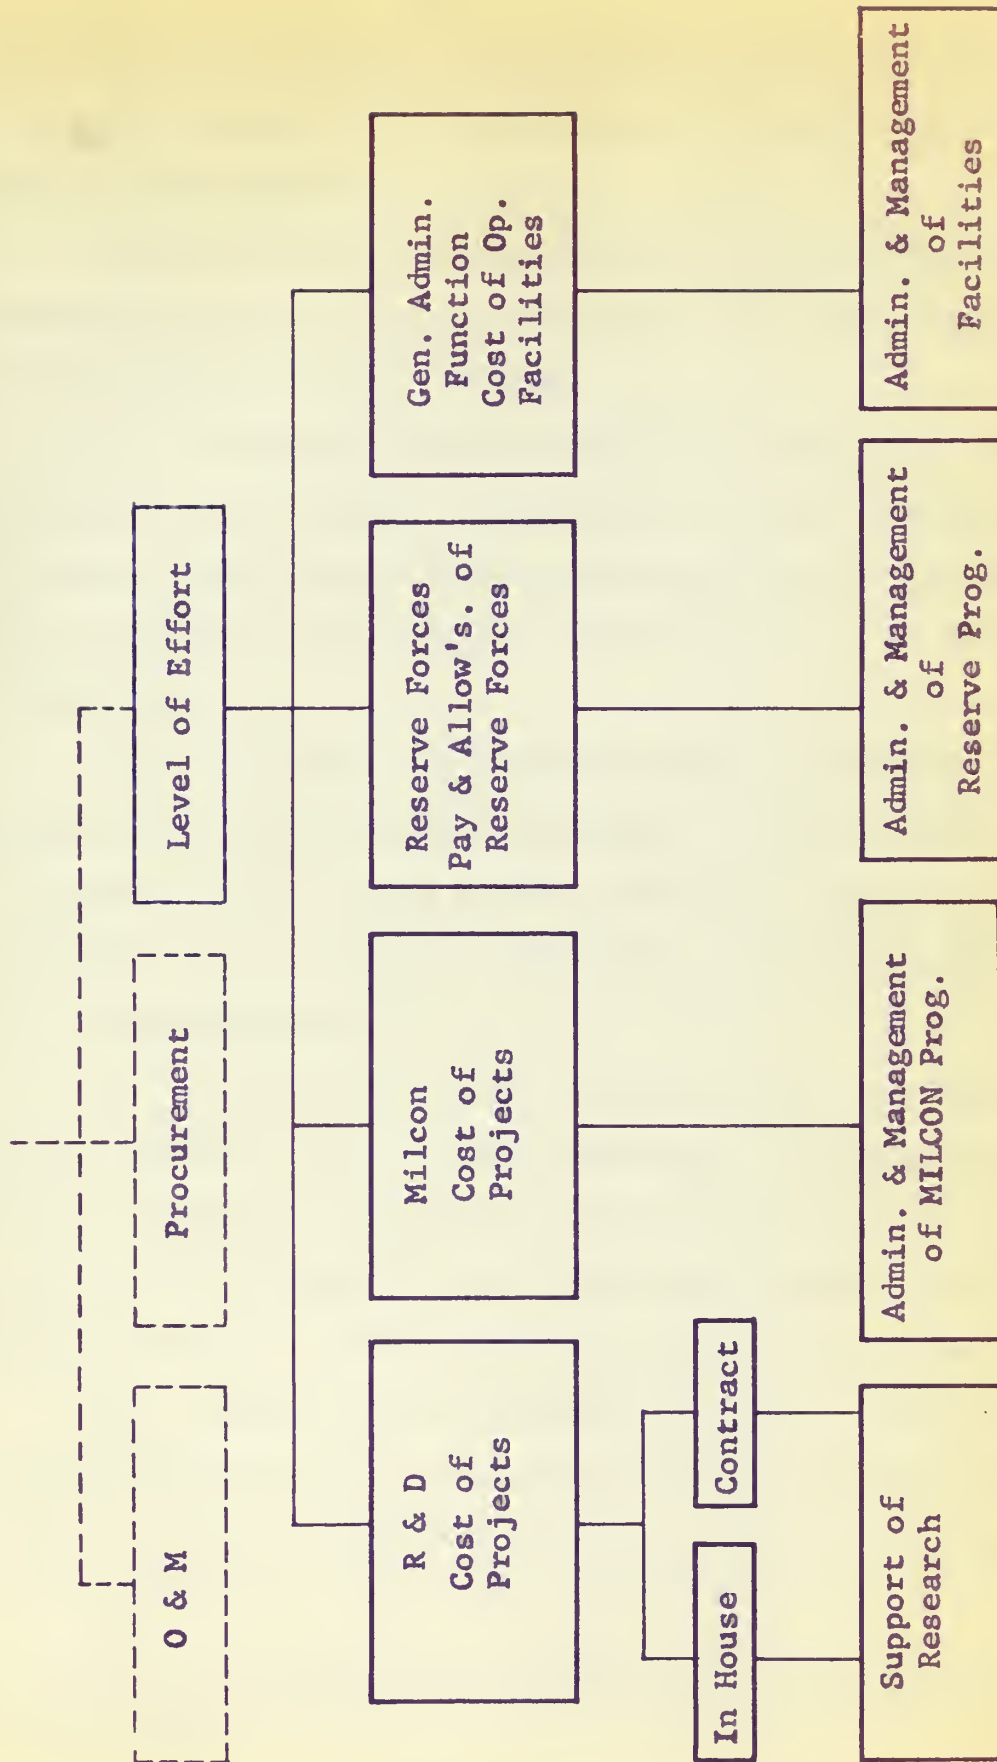 O & M
Procurement
Level of Effort
R & D
Cost of
Projects
Milcon
Cost of
Projects
Reserve Forces
Pay & Allow's. of
Reserve Forces
Gen. Admin.
Function
Cost of Op.
Facilities
In House
Contract
Support of
Research
Admin. & Management
of MILCON Prog.
Admin. & Management
of
Reserve Prog.
Admin. & Management
of
Facilities